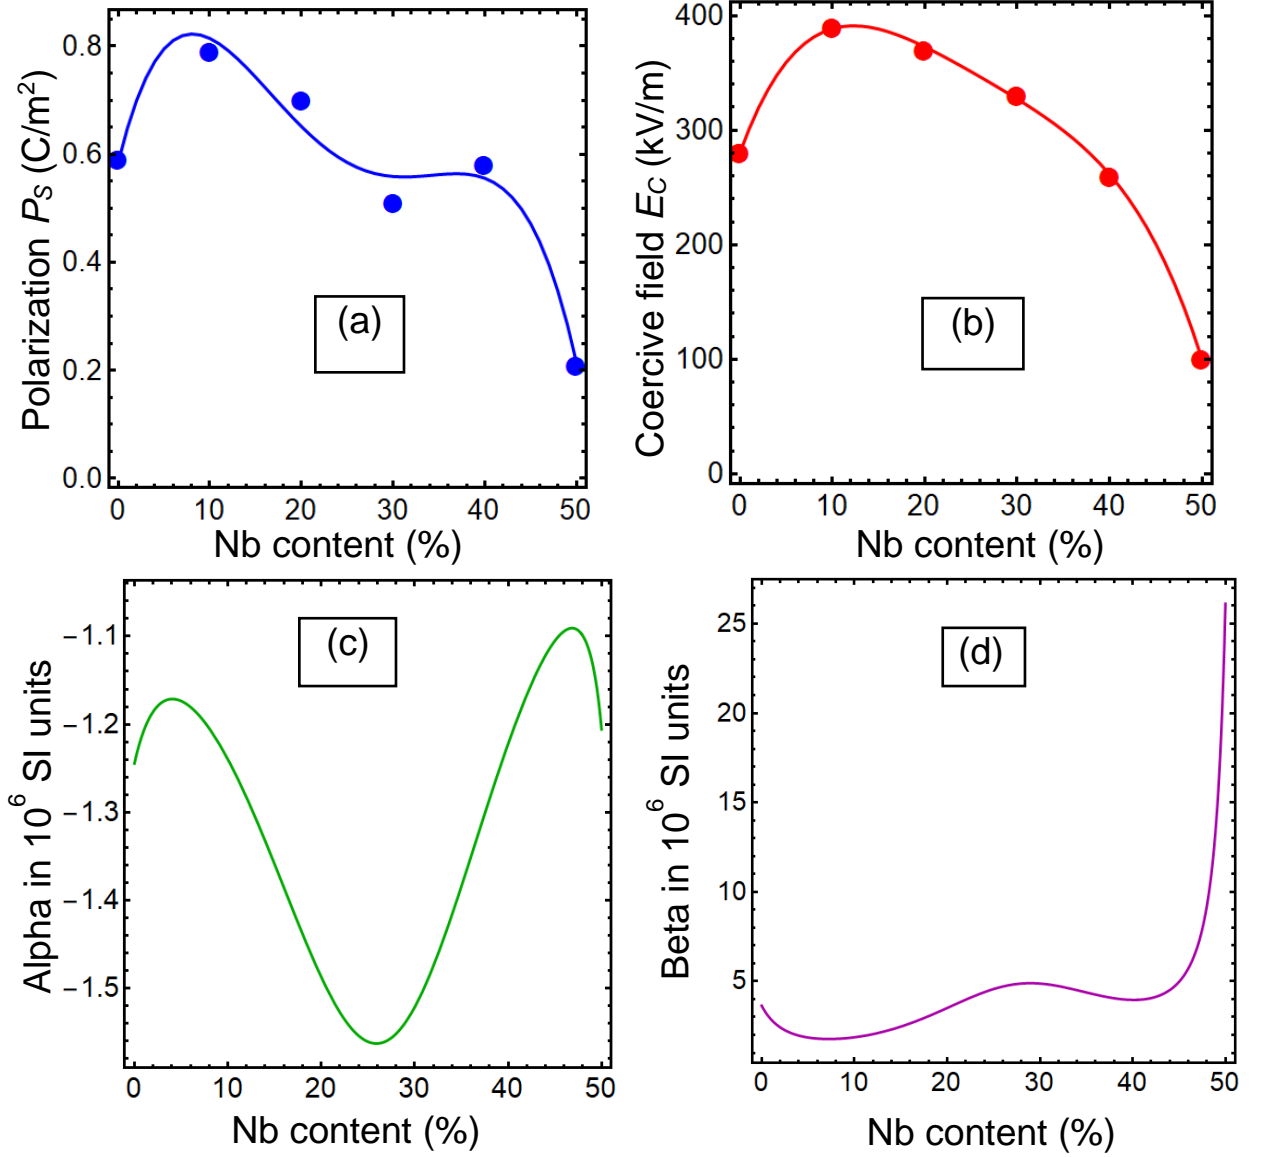 Polarization PS (C/m²)
0.8
0.6
0.4
0.2
0.0
(a)
0 10 20 30 40 50
Nb content (%)
Coercive field EC (kV/m)
400
300
200
100
0
(b)
0 10 20 30 40 50
Nb content (%)
Alpha in 10⁶ SI units
−1.1
−1.2
−1.3
−1.4
−1.5
(c)
0 10 20 30 40 50
Nb content (%)
Beta in 10⁶ SI units
25
20
15
10
5
(d)
0 10 20 30 40 50
Nb content (%)